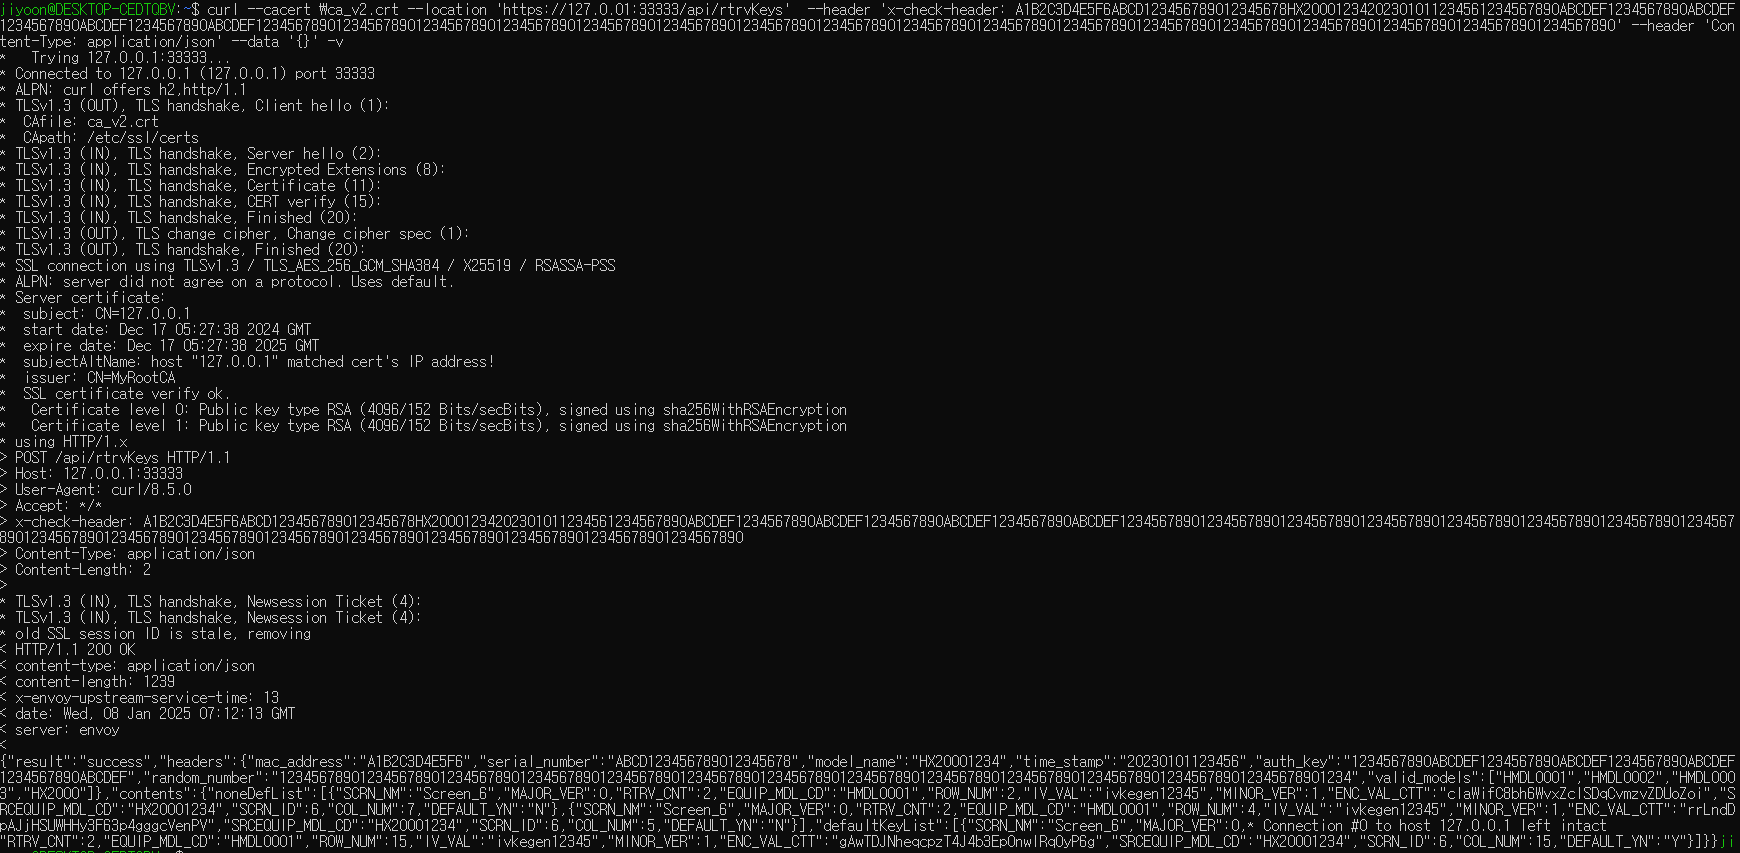 jiyoon@DESKTOP-CEDTQBV:~$ curl --cacert ₩ca_v2.crt --location 'https://127.0.01:33333/api/rtrvKeys'  --header 'x-check-header: A1B2C3D4E5F6ABCD123456789012345678HX20001234202301011234561234567890ABCDEF1234567890ABCDEF
1234567890ABCDEF1234567890ABCDEF12345678901234567890123456789012345678901234567890123456789012345678901234567890123456789012345678901234567890123456789012345678901234567890123456789012345678901234567890' --header 'Con
tent-Type: application/json' --data '{}' -v
*   Trying 127.0.0.1:33333...
* Connected to 127.0.0.1 (127.0.0.1) port 33333
* ALPN: curl offers h2,http/1.1
* TLSv1.3 (OUT), TLS handshake, Client hello (1):
*  CAfile: ca_v2.crt
*  CApath: /etc/ssl/certs
* TLSv1.3 (IN), TLS handshake, Server hello (2):
* TLSv1.3 (IN), TLS handshake, Encrypted Extensions (8):
* TLSv1.3 (IN), TLS handshake, Certificate (11):
* TLSv1.3 (IN), TLS handshake, CERT verify (15):
* TLSv1.3 (IN), TLS handshake, Finished (20):
* TLSv1.3 (OUT), TLS change cipher, Change cipher spec (1):
* TLSv1.3 (OUT), TLS handshake, Finished (20):
* SSL connection using TLSv1.3 / TLS_AES_256_GCM_SHA384 / X25519 / RSASSA-PSS
* ALPN: server did not agree on a protocol. Uses default.
* Server certificate:
*  subject: CN=127.0.0.1
*  start date: Dec 17 05:27:38 2024 GMT
*  expire date: Dec 17 05:27:38 2025 GMT
*  subjectAltName: host "127.0.0.1" matched cert's IP address!
*  issuer: CN=MyRootCA
*  SSL certificate verify ok.
*   Certificate level 0: Public key type RSA (4096/152 Bits/secBits), signed using sha256WithRSAEncryption
*   Certificate level 1: Public key type RSA (4096/152 Bits/secBits), signed using sha256WithRSAEncryption
* using HTTP/1.x
> POST /api/rtrvKeys HTTP/1.1
> Host: 127.0.0.1:33333
> User-Agent: curl/8.5.0
> Accept: */*
> x-check-header: A1B2C3D4E5F6ABCD123456789012345678HX20001234202301011234561234567890ABCDEF1234567890ABCDEF1234567890ABCDEF1234567890ABCDEF12345678901234567890123456789012345678901234567890123456789012345678901234567
890123456789012345678901234567890123456789012345678901234567890123456789012345678901234567890
> Content-Type: application/json
> Content-Length: 2
>
* TLSv1.3 (IN), TLS handshake, Newsession Ticket (4):
* TLSv1.3 (IN), TLS handshake, Newsession Ticket (4):
* old SSL session ID is stale, removing
< HTTP/1.1 200 OK
< content-type: application/json
< content-length: 1239
< x-envoy-upstream-service-time: 13
< date: Wed, 08 Jan 2025 07:12:13 GMT
< server: envoy
<
{"result":"success","headers":{"mac_address":"A1B2C3D4E5F6","serial_number":"ABCD123456789012345678","model_name":"HX20001234","time_stamp":"20230101123456","auth_key":"1234567890ABCDEF1234567890ABCDEF1234567890ABCDEF
1234567890ABCDEF","random_number":"12345678901234567890123456789012345678901234567890123456789012345678901234567890123456789012345678901234567890123456789012345678901234","valid_models":["HMDL0001","HMDL0002","HMDL000
3","HX2000"]},"contents":{"noneDefList":[{"SCRN_NM":"Screen_6","MAJOR_VER":0,"RTRV_CNT":2,"EQUIP_MDL_CD":"HMDL0001","ROW_NUM":2,"IV_VAL":"ivkegen12345","MINOR_VER":1,"ENC_VAL_CTT":"claWifC8bh6WvxZclSDqCvmzvZDUoZoi","S
RCEQUIP_MDL_CD":"HX20001234","SCRN_ID":6,"COL_NUM":7,"DEFAULT_YN":"N"},{"SCRN_NM":"Screen_6","MAJOR_VER":0,"RTRV_CNT":2,"EQUIP_MDL_CD":"HMDL0001","ROW_NUM":4,"IV_VAL":"ivkegen12345","MINOR_VER":1,"ENC_VAL_CTT":"rrLndD
pAJjHSUWHHy3F63p4gggcVenPV","SRCEQUIP_MDL_CD":"HX20001234","SCRN_ID":6,"COL_NUM":5,"DEFAULT_YN":"N"}],"defaultKeyList":[{"SCRN_NM":"Screen_6","MAJOR_VER":0,* Connection #0 to host 127.0.0.1 left intact
"RTRV_CNT":2,"EQUIP_MDL_CD":"HMDL0001","ROW_NUM":15,"IV_VAL":"ivkegen12345","MINOR_VER":1,"ENC_VAL_CTT":"gAwTDJNheqcpzT4J4b3EpOnwlRqOyP6g","SRCEQUIP_MDL_CD":"HX20001234","SCRN_ID":6,"COL_NUM":15,"DEFAULT_YN":"Y"}]}}ji